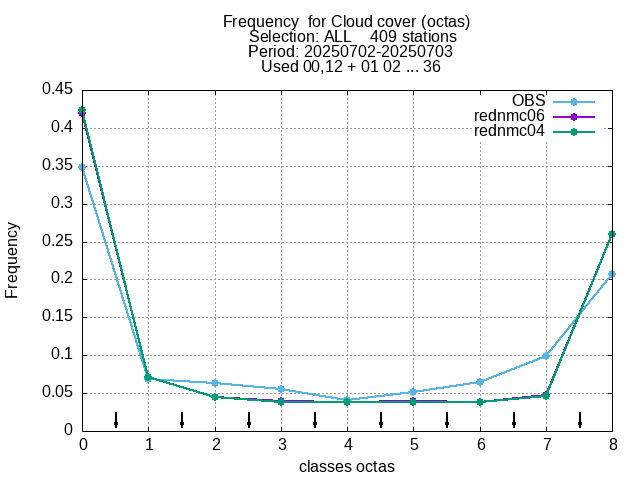 Frequency  for Cloud cover (octas)
Selection: ALL    409 stations
Period: 20250702-20250703
Used 00,12 + 01 02 ... 36
OBS
rednmc06
rednmc04
Frequency
0.45
0.4
0.35
0.3
0.25
0.2
0.15
0.1
0.05
0
0 1 2 3 4 5 6 7 8
classes octas